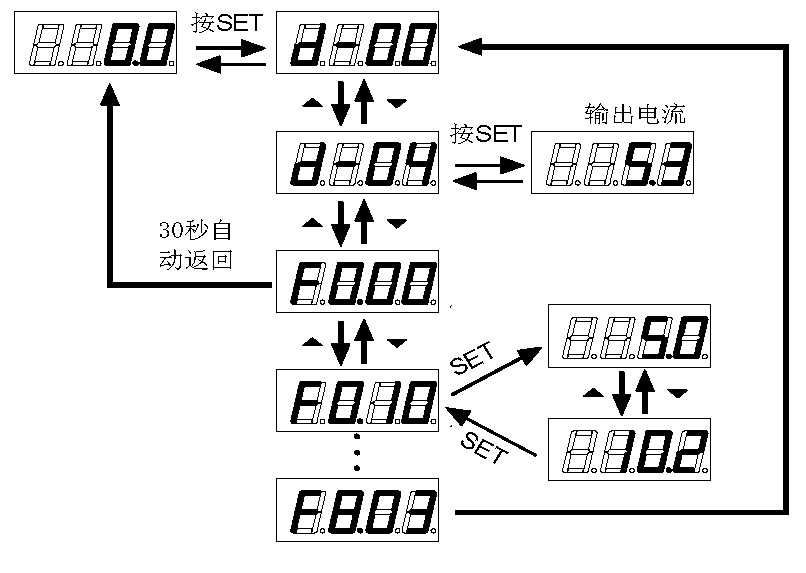 0.0
按SET
d-00
输出电流
d-04
按SET
5.3
30秒自
动返回
F0.00
SET
5.0
F0.10
SET
10.2
F8.03